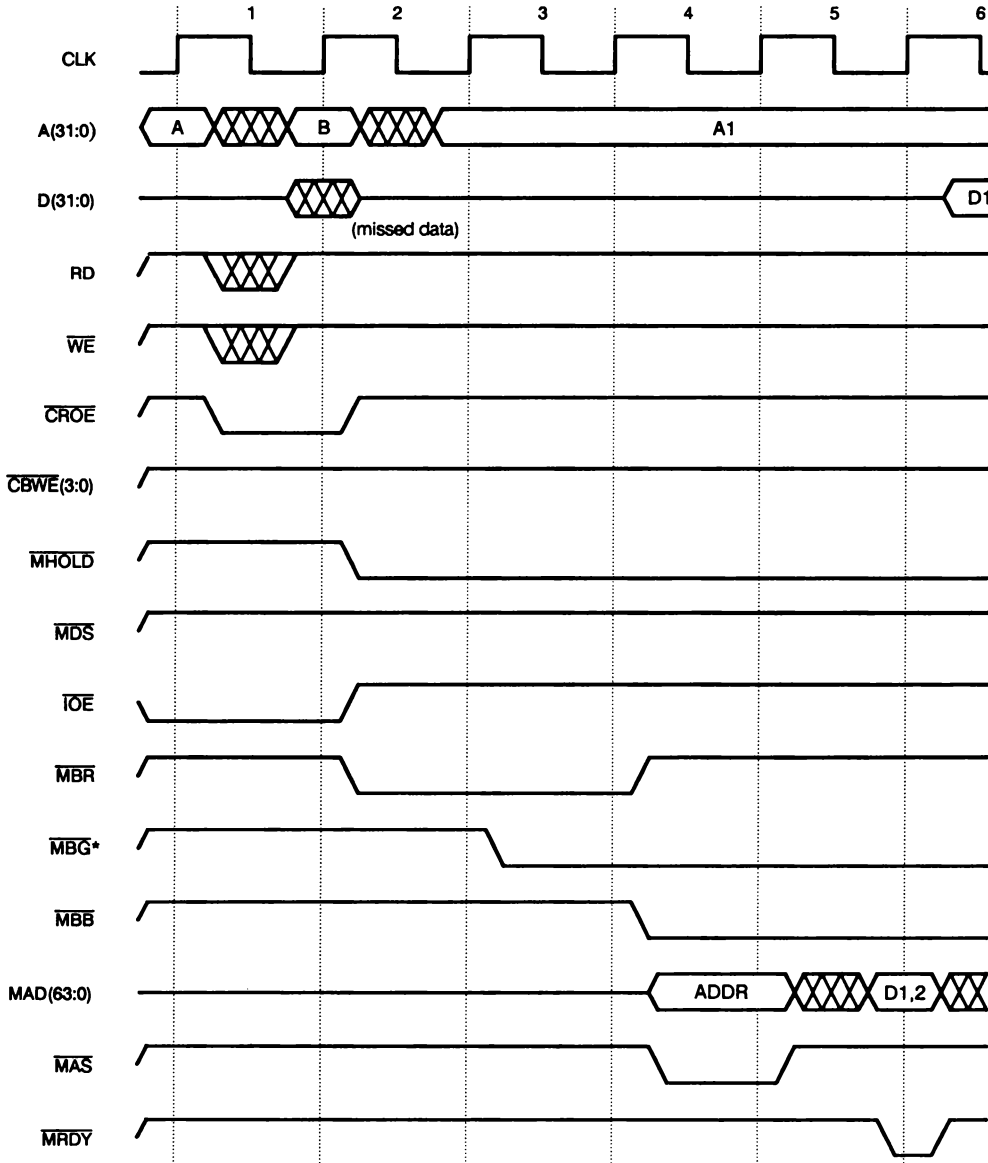 1 2 3 4 5 6
CLK
A(31:0) A B A1
D(31:0) D1
(missed data)
RD
WE
CROE
CBWE(3:0)
MHOLD
MDS
IOE
MBR
MBG*
MBB
MAD(63:0) ADDR D1,2
MAS
MRDY